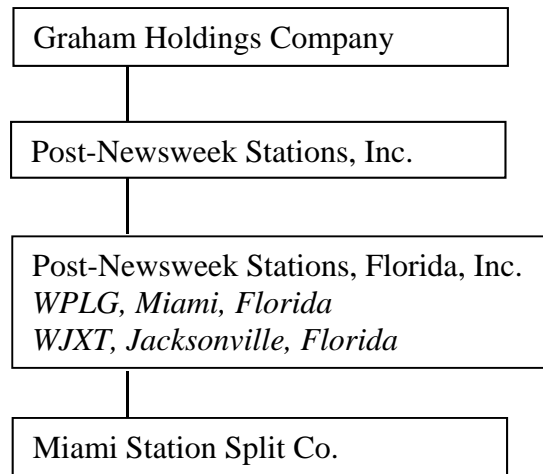 Graham Holdings Company
Post-Newsweek Stations, Inc.
Post-Newsweek Stations, Florida, Inc.
WPLG, Miami, Florida
WJXT, Jacksonville, Florida
Miami Station Split Co.